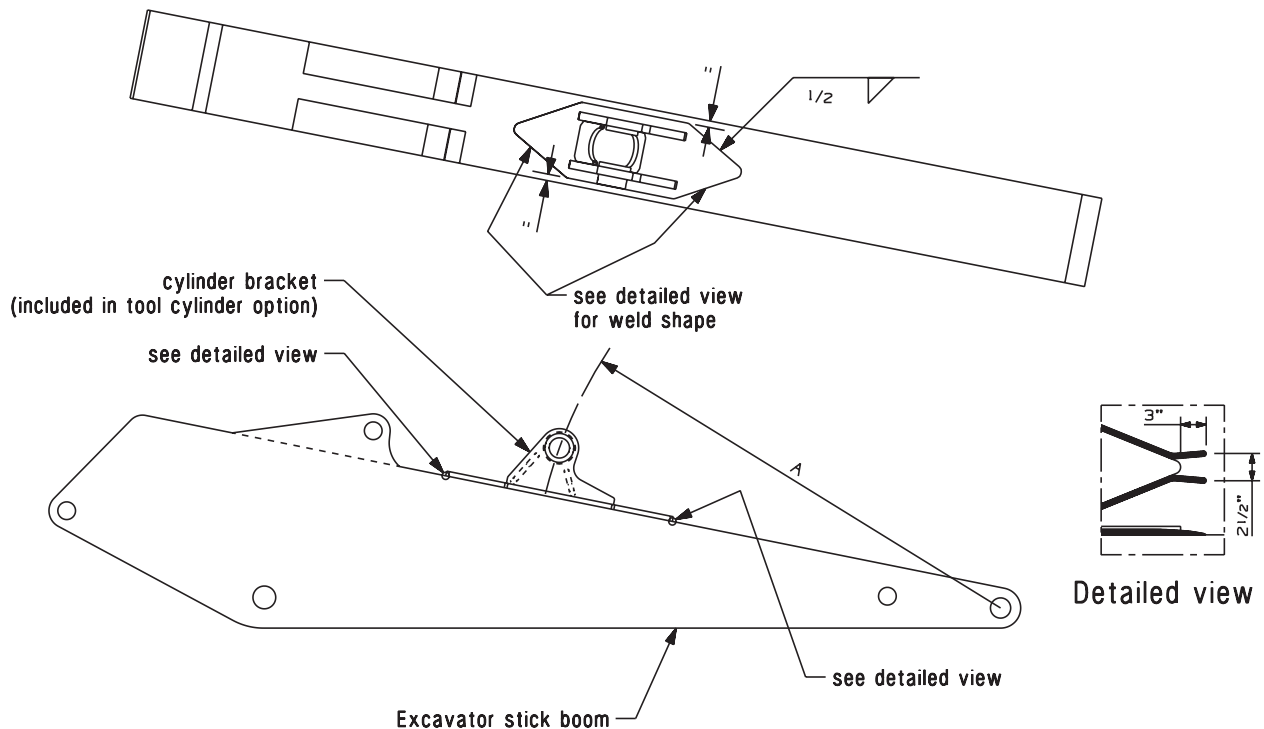 1/2
see detailed view
for weld shape
cylinder bracket
(included in tool cylinder option)
see detailed view
A
3"
2 1/2"
Detailed view
see detailed view
Excavator stick boom